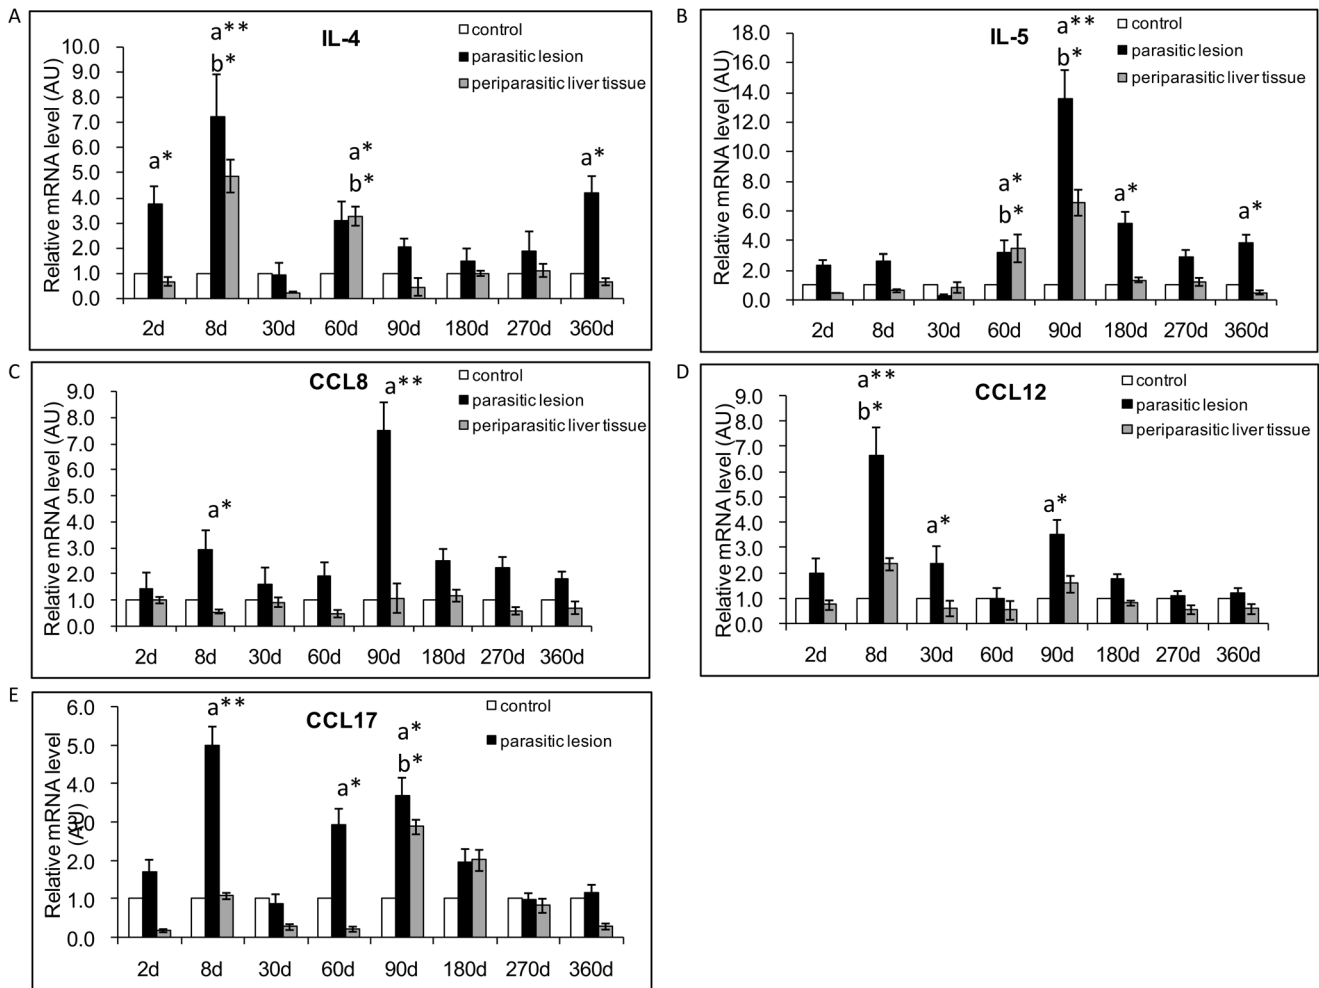 A
IL-4
control
parasitic lesion
periparasitic liver tissue
Relative mRNA level (AU)
10.0
9.0
8.0
7.0
6.0
5.0
4.0
3.0
2.0
1.0
0.0
a*
a**
b*
a*
b*
a*
2d 8d 30d 60d 90d 180d 270d 360d
B
IL-5
control
parasitic lesion
periparasitic liver tissue
Relative mRNA level (AU)
18.0
16.0
14.0
12.0
10.0
8.0
6.0
4.0
2.0
0.0
a*
b*
a**
b*
a*
a*
2d 8d 30d 60d 90d 180d 270d 360d
C
CCL8
control
parasitic lesion
periparasitic liver tissue
Relative mRNA level (AU)
9.0
8.0
7.0
6.0
5.0
4.0
3.0
2.0
1.0
0.0
a*
a**
2d 8d 30d 60d 90d 180d 270d 360d
D
CCL12
control
parasitic lesion
periparasitic liver tissue
Relative mRNA level (AU)
9.0
8.0
7.0
6.0
5.0
4.0
3.0
2.0
1.0
0.0
a**
b*
a*
a*
2d 8d 30d 60d 90d 180d 270d 360d
E
CCL17
control
parasitic lesion
Relative mRNA level
(AU)
6.0
5.0
4.0
3.0
2.0
1.0
0.0
a**
a*
a*
b*
2d 8d 30d 60d 90d 180d 270d 360d